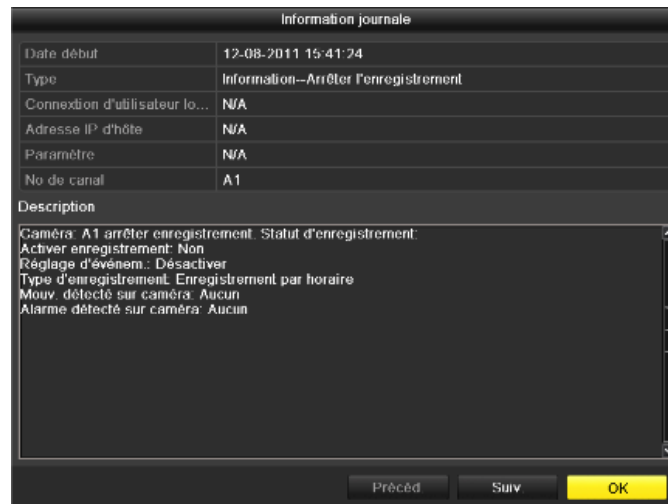 Information journale
Date début 12-08-2011 15:41:24
Type Information--Arrêter l'enregistrement
Connextion d'utilisateur lo... N/A
Adresse IP d'hôte N/A
Paramètre N/A
No de canal A1
Description
Caméra: A1 arrêter enregistrement. Statut d'enregistrement:
Activer enregistrement: Non
Réglage d'événem.: Désactiver
Type d'enregistrement: Enregistrement par horaire
Mouv. détecté sur caméra: Aucun
Alarme détecté sur caméra: Aucun
Précéd. Suiv. OK